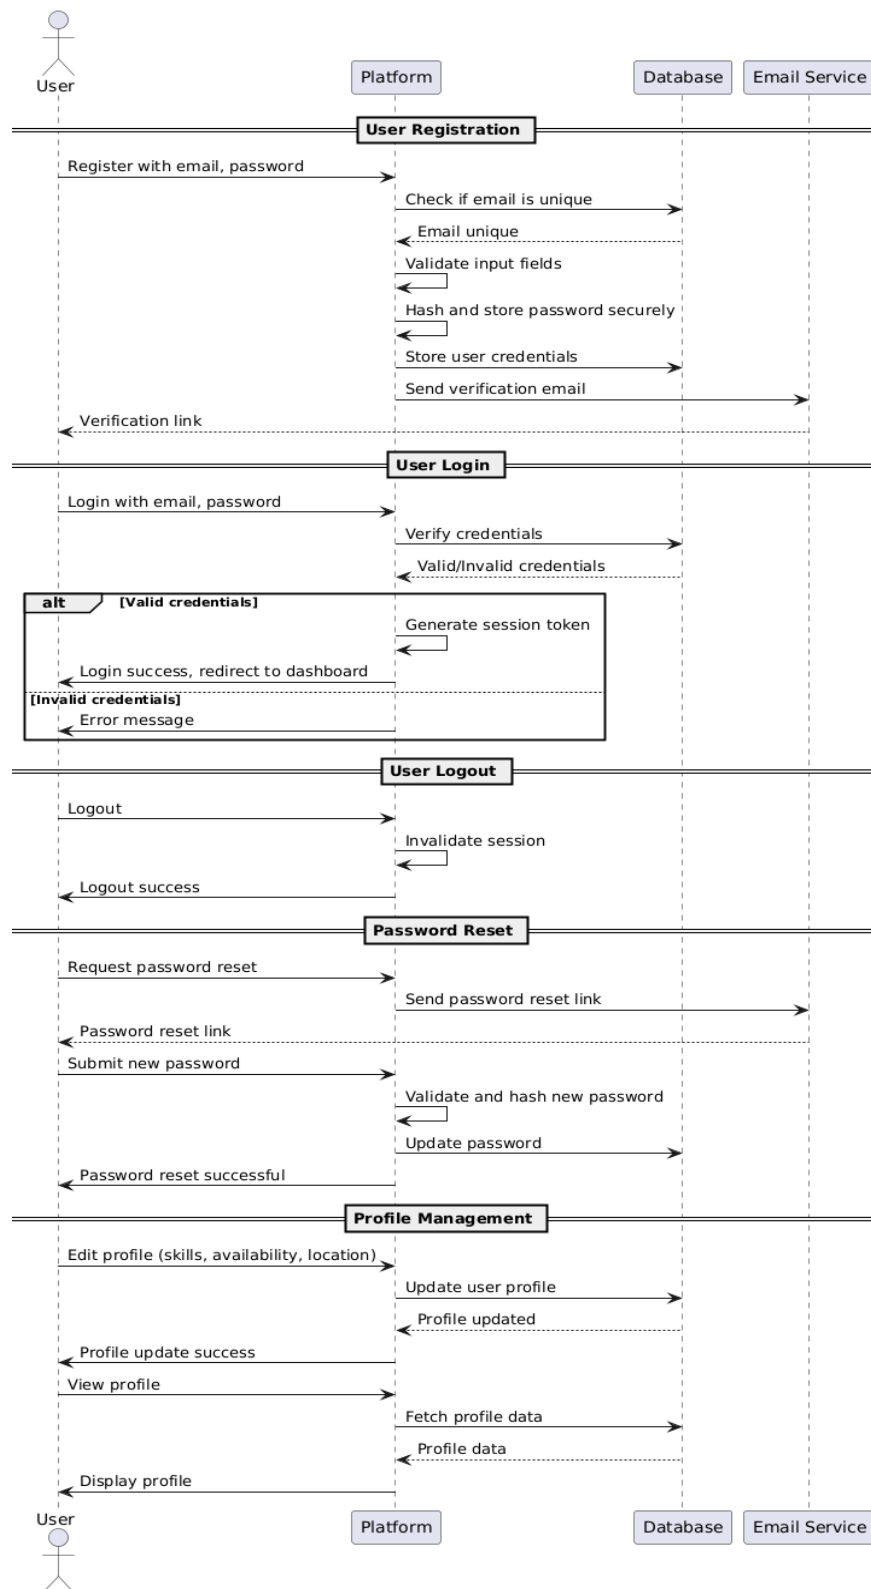 User
Platform
Database
Email Service
User Registration
Register with email, password
Check if email is unique
Email unique
Validate input fields
Hash and store password securely
Store user credentials
Send verification email
Verification link
User Login
Login with email, password
Verify credentials
Valid/Invalid credentials
alt
[Valid credentials]
Generate session token
Login success, redirect to dashboard
[Invalid credentials]
Error message
User Logout
Logout
Invalidate session
Logout success
Password Reset
Request password reset
Send password reset link
Password reset link
Submit new password
Validate and hash new password
Update password
Password reset successful
Profile Management
Edit profile (skills, availability, location)
Update user profile
Profile updated
Profile update success
View profile
Fetch profile data
Profile data
Display profile
User
Platform
Database
Email Service